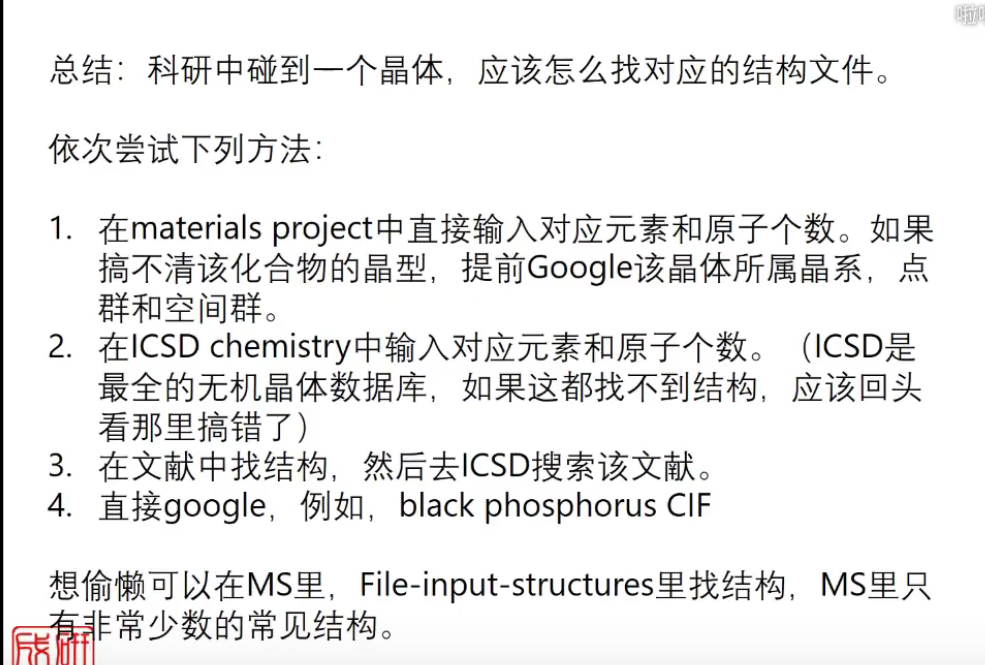 总结：科研中碰到一个晶体，应该怎么找对应的结构文件。
依次尝试下列方法：
1. 在materials project中直接输入对应元素和原子个数。如果
搞不清该化合物的晶型，提前Google该晶体所属晶系，点
群和空间群。
2. 在ICSD chemistry中输入对应元素和原子个数。（ICSD是
最全的无机晶体数据库，如果这都找不到结构，应该回头
看那里搞错了）
3. 在文献中找结构，然后去ICSD搜索该文献。
4. 直接google，例如，black phosphorus CIF
想偷懒可以在MS里，File-input-structures里找结构，MS里只
有非常少数的常见结构。